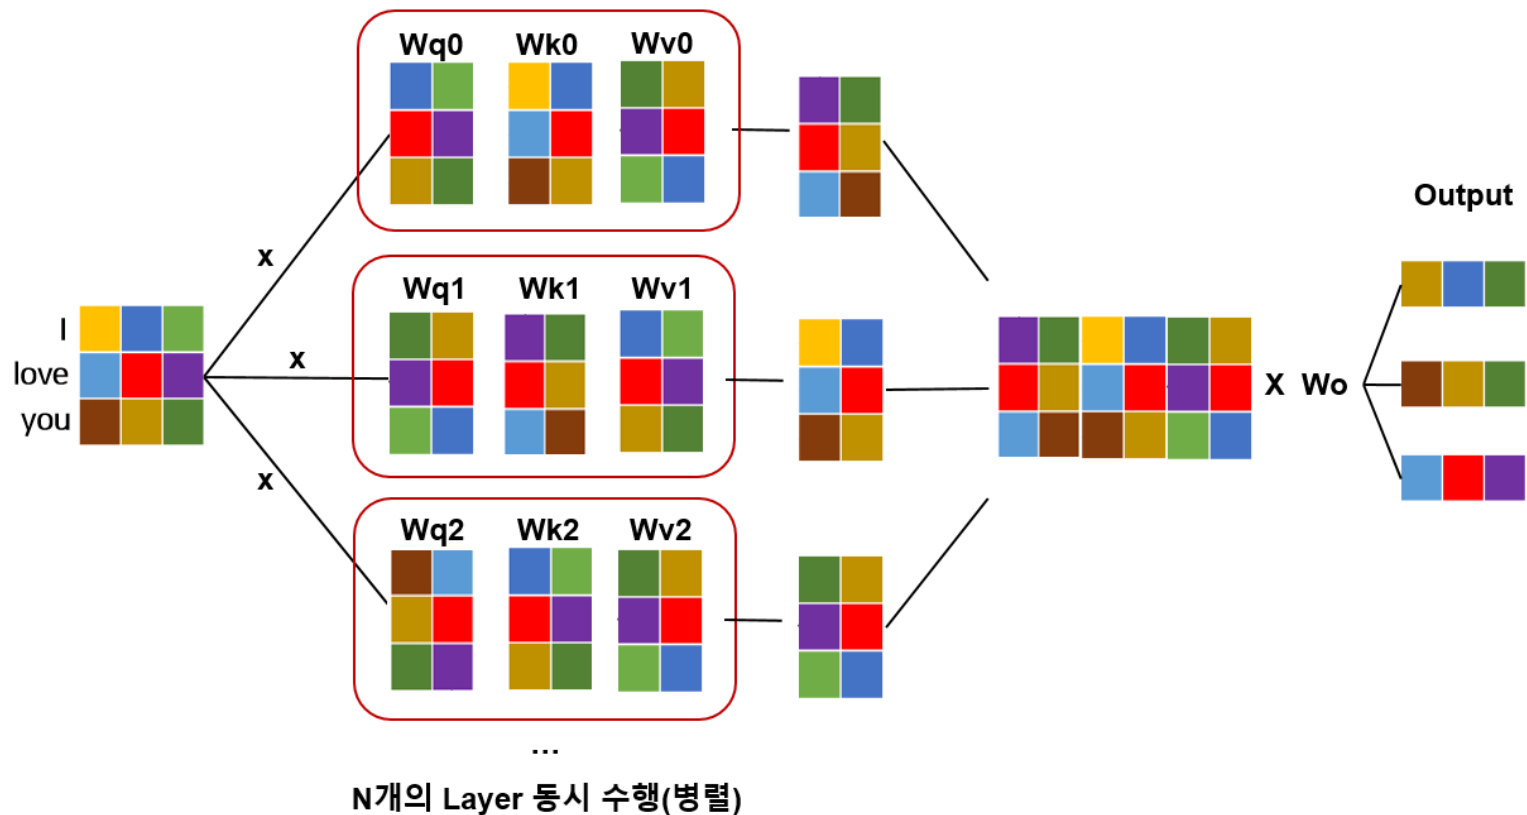 Wq0 Wk0 Wv0
Output
x
Wq1 Wk1 Wv1
I
x
love
X Wo
you
x
Wq2 Wk2 Wv2
...
N개의 Layer 동시 수행(병렬)